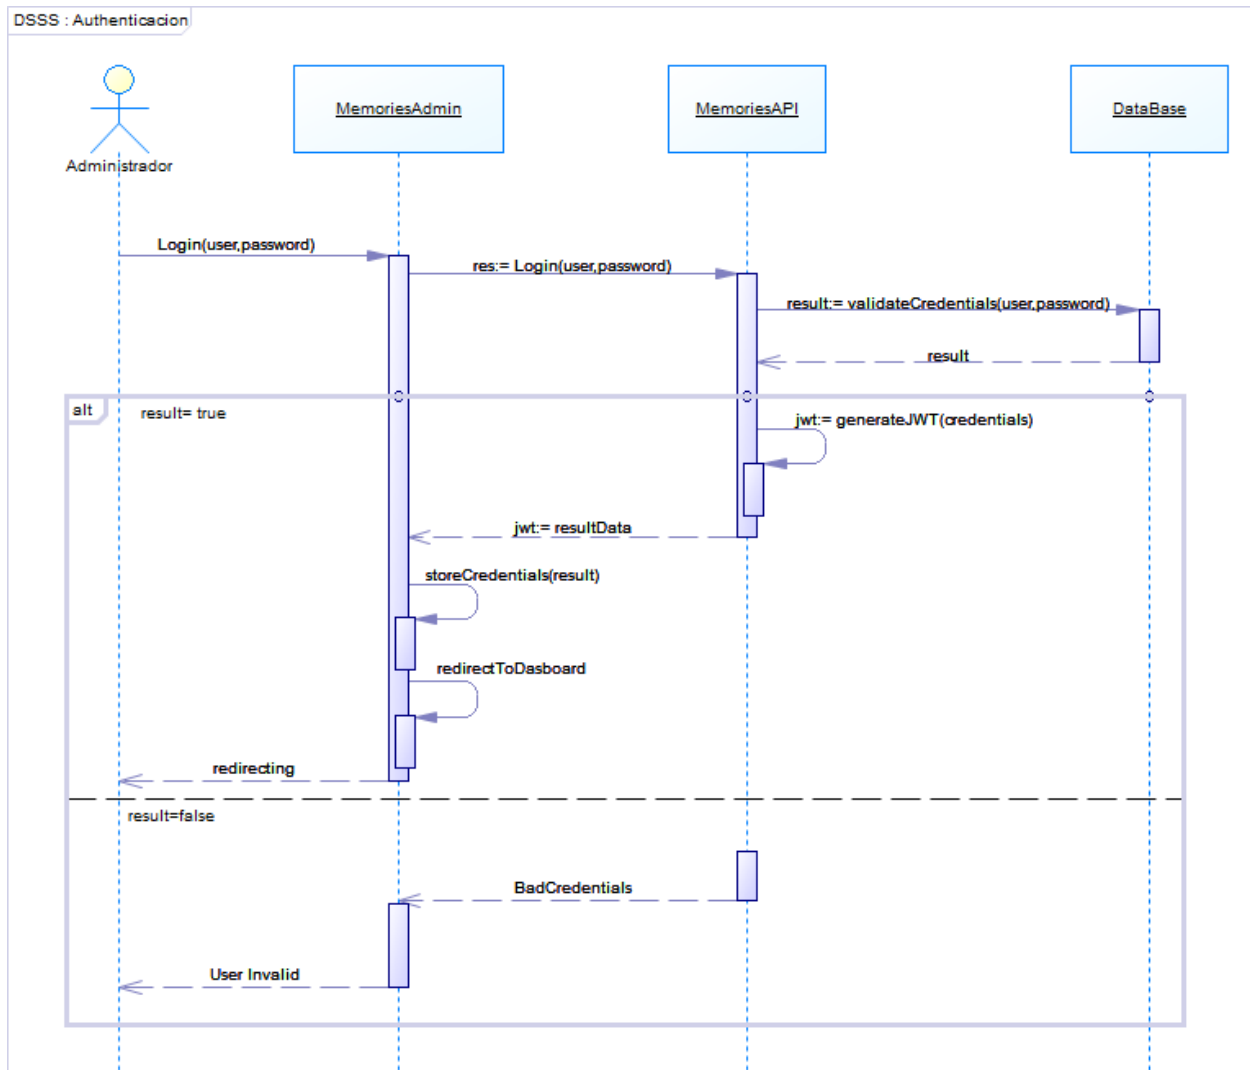 DSSS : Authenticacion
Administrador
MemoriesAdmin
MemoriesAPI
DataBase
Login(user,password)
res:= Login(user,password)
result:= validateCredentials(user,password)
result
alt
result= true
jwt:= generateJWT(credentials)
jwt:= resultData
storeCredentials(result)
redirectToDasboard
redirecting
result=false
BadCredentials
User Invalid